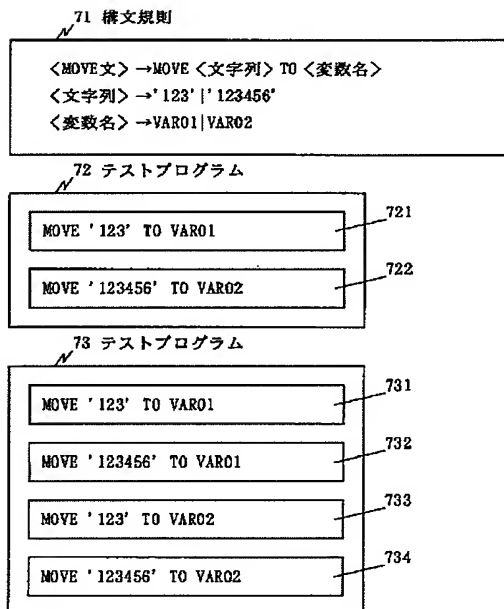 71 構文規則
〈MOVE文〉→MOVE〈文字列〉TO〈変数名〉
〈文字列〉→'123'|'123456'
〈変数名〉→VAR01|VAR02
72 テストプログラム
MOVE '123' TO VAR01
721
MOVE '123456' TO VAR02
722
73 テストプログラム
MOVE '123' TO VAR01
731
MOVE '123456' TO VAR01
732
MOVE '123' TO VAR02
733
MOVE '123456' TO VAR02
734